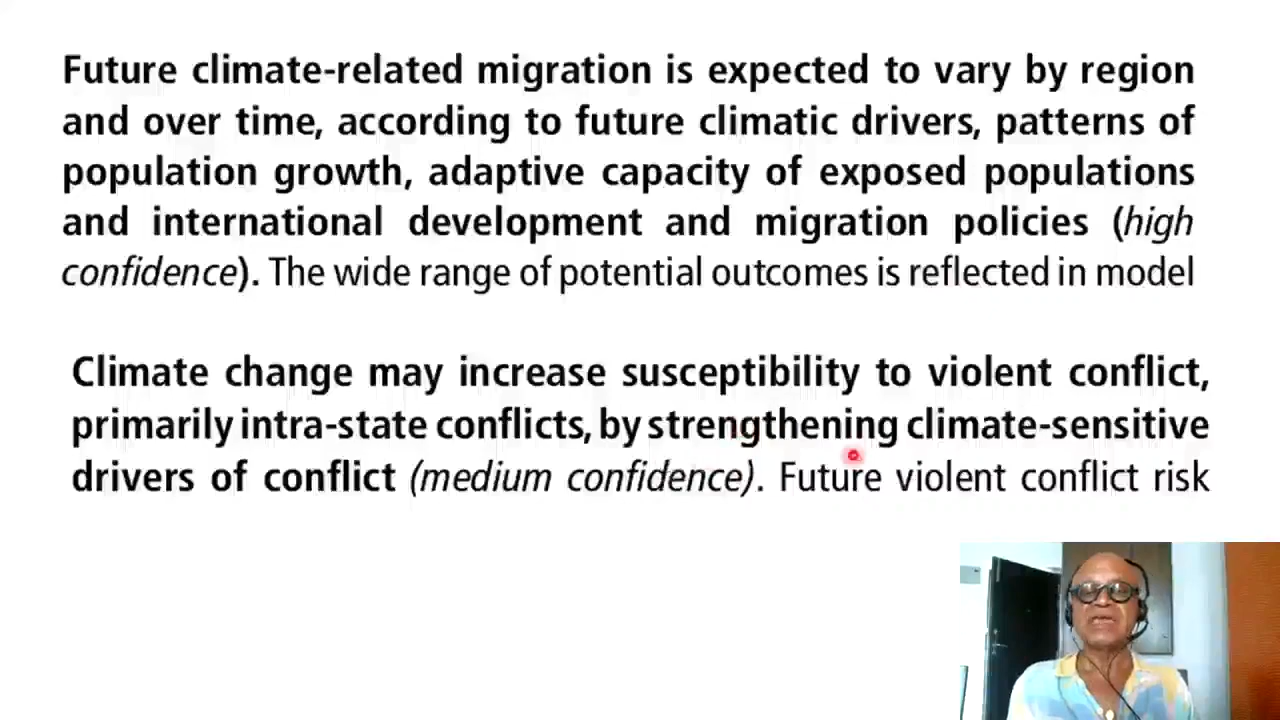 Future climate-related migration is expected to vary by region
and over time, according to future climatic drivers, patterns of
population growth, adaptive capacity of exposed populations
and international development and migration policies (high
confidence). The wide range of potential outcomes is reflected in model
Climate change may increase susceptibility to violent conflict,
primarily intra-state conflicts, by strengthening climate-sensitive
drivers of conflict (medium confidence). Future violent conflict risk